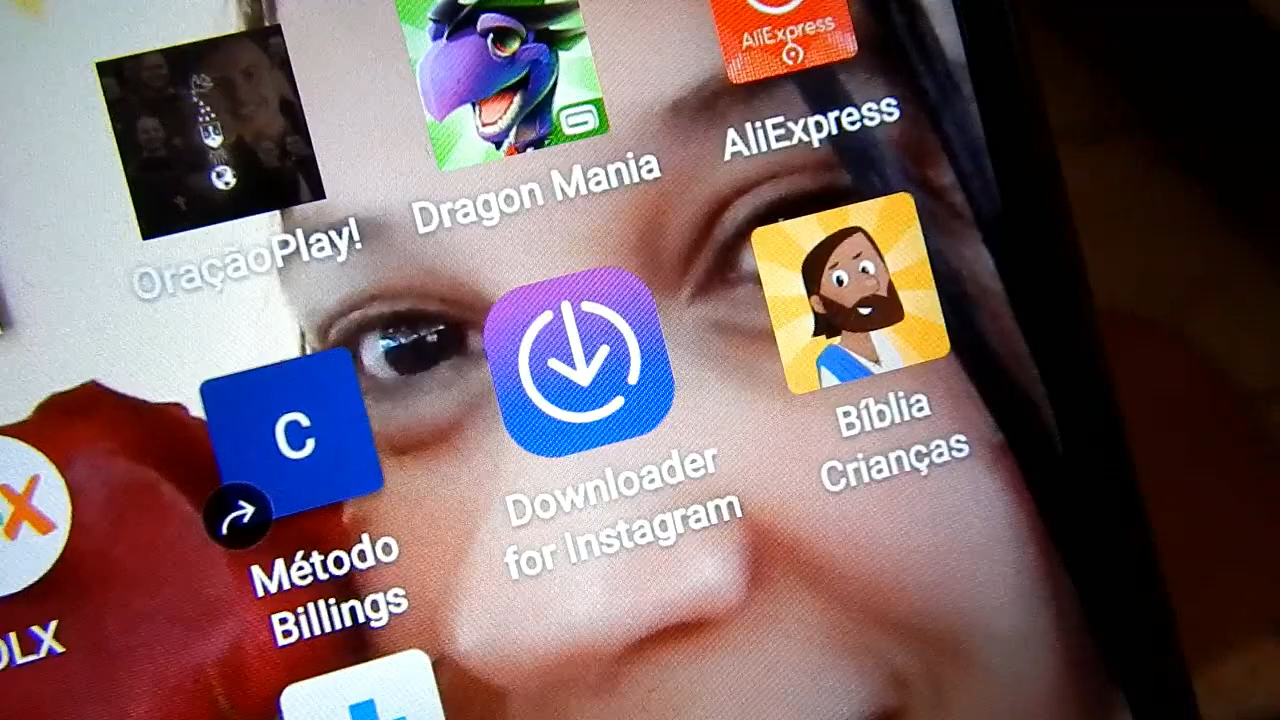 AliExpress
AliExpress
Dragon Mania
OraçãoPlay!
Bíblia
Crianças
Downloader
for Instagram
C
Método
Billings
X
OLX